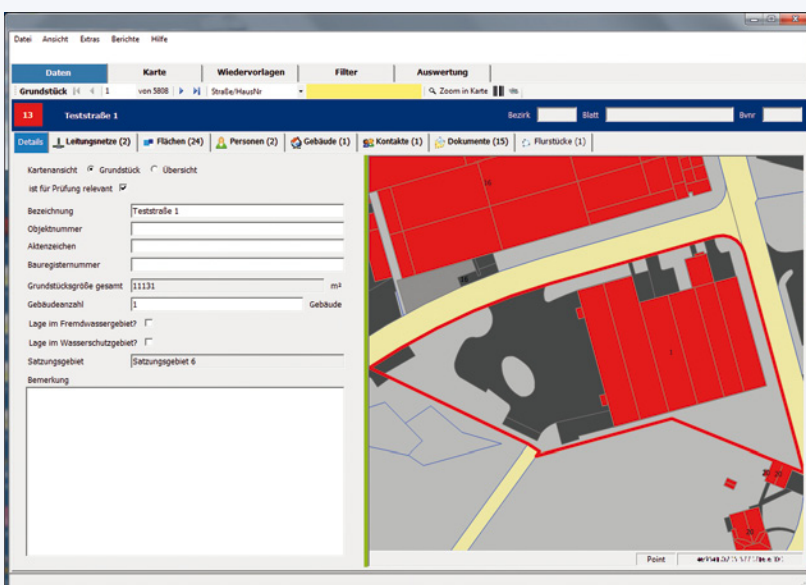 Datei Ansicht Extras Berichte Hilfe
Daten Karte Wiedervorlagen Filter Auswertung
Grundstück 1 von 5808 Straße/HausNr Zoom in Karte
13 Teststraße 1 Bezirk Blatt Bvnr
Details Leitungsnetze (2) Flächen (24) Personen (2) Gebäude (1) Kontakte (1) Dokumente (15) Flurstücke (1)
Kartenansicht Grundstück Übersicht
ist für Prüfung relevant
Bezeichnung Teststraße 1
Objektnummer
Aktenzeichen
Bauregisternummer
Grundstücksgröße gesamt 11131 m²
Gebäudeanzahl 1 Gebäude
Lage im Fremdwassergebiet?
Lage im Wasserschutzgebiet?
Satzungsgebiet Satzungsgebiet 6
Bemerkung
16
1
20
Point